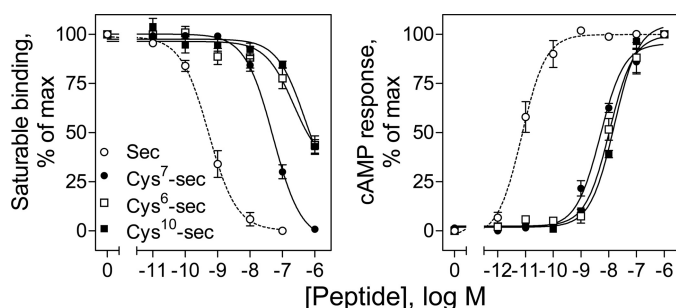 Saturable binding,
% of max
100
75
50
25
0
Sec
Cys7-sec
Cys6-sec
Cys10-sec
0 -11 -10 -9 -8 -7 -6
cAMP response,
% of max
100
75
50
25
0
0 -12 -11 -10 -9 -8 -7 -6
[Peptide], log M